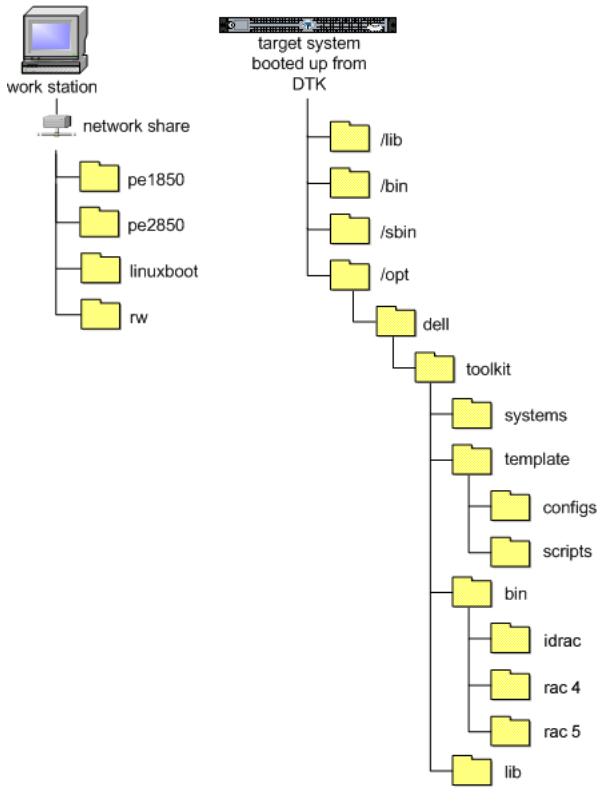 work station
network share
pe1850
pe2850
linuxboot
rw
target system
booted up from
DTK
/lib
/bin
/sbin
/opt
dell
toolkit
systems
template
configs
scripts
bin
idrac
rac 4
rac 5
lib